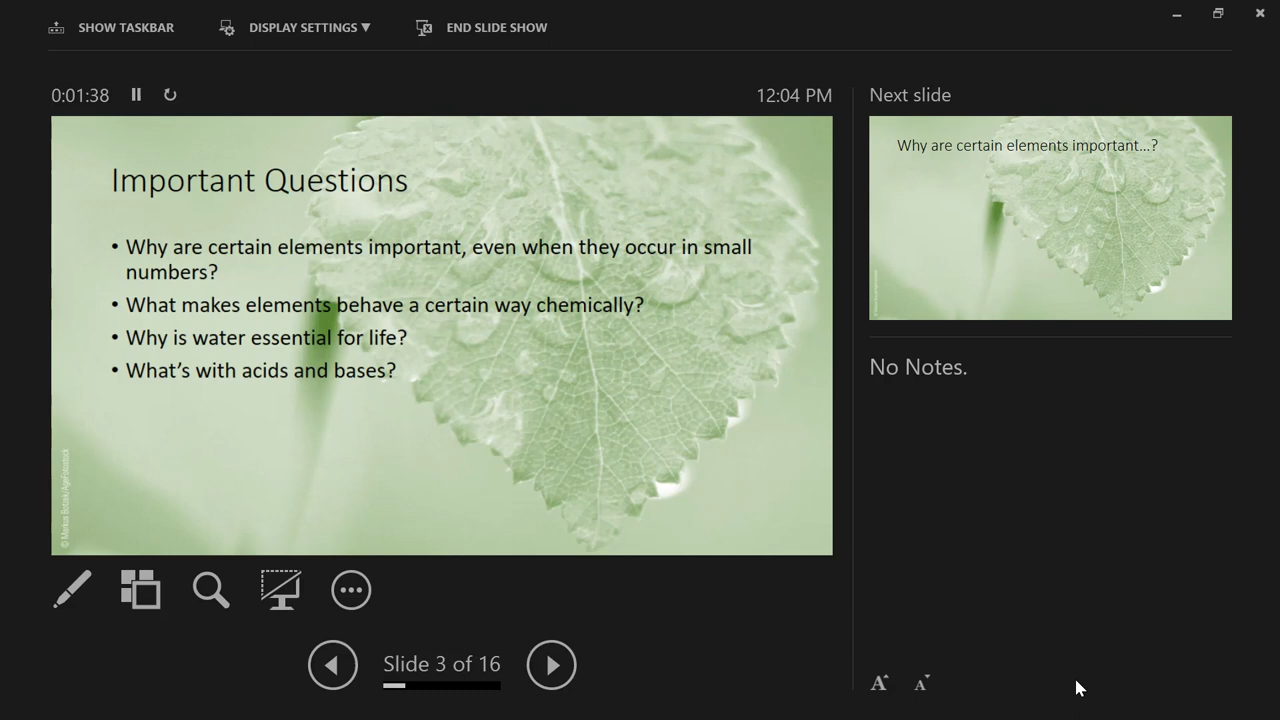 SHOW TASKBAR
DISPLAY SETTINGS ▼
END SLIDE SHOW
0:01:38
12:04 PM
Important Questions
• Why are certain elements important, even when they occur in small
numbers?
• What makes elements behave a certain way chemically?
• Why is water essential for life?
• What’s with acids and bases?
© Markus Botzek/AgeFotostock
Slide 3 of 16
Next slide
Why are certain elements important...?
No Notes.
A A